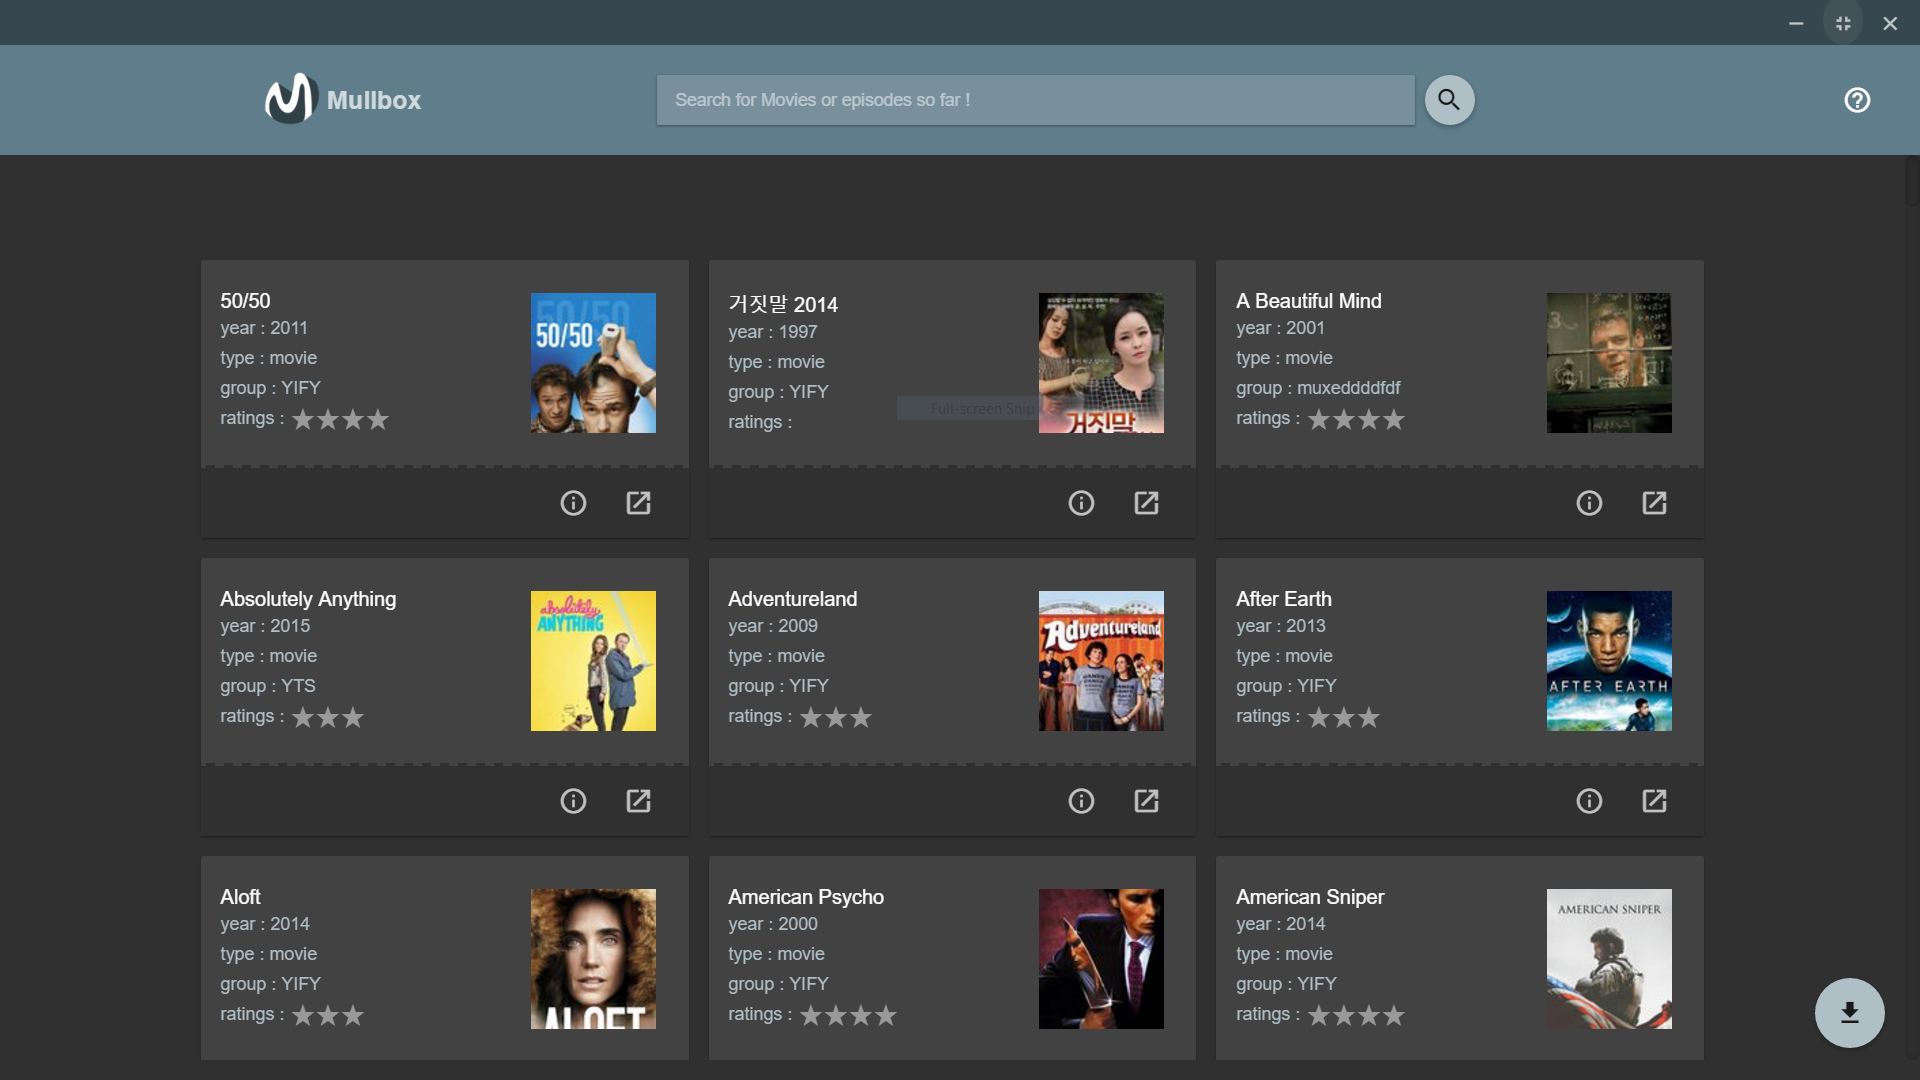 Mullbox
Search for Movies or episodes so far !
50/50
year : 2011
type : movie
group : YIFY
ratings :
50/50
50/50
거짓말 2014
year : 1997
type : movie
group : YIFY
ratings :
Full-screen Snip
거짓말
A Beautiful Mind
year : 2001
type : movie
group : muxeddddfdf
ratings :
Absolutely Anything
year : 2015
type : movie
group : YTS
ratings :
absolutely
ANYTHING
Adventureland
year : 2009
type : movie
group : YIFY
ratings :
Adventureland
After Earth
year : 2013
type : movie
group : YIFY
ratings :
AFTER EARTH
Aloft
year : 2014
type : movie
group : YIFY
ratings :
ALOFT
American Psycho
year : 2000
type : movie
group : YIFY
ratings :
American Sniper
year : 2014
type : movie
group : YIFY
ratings :
AMERICAN SNIPER